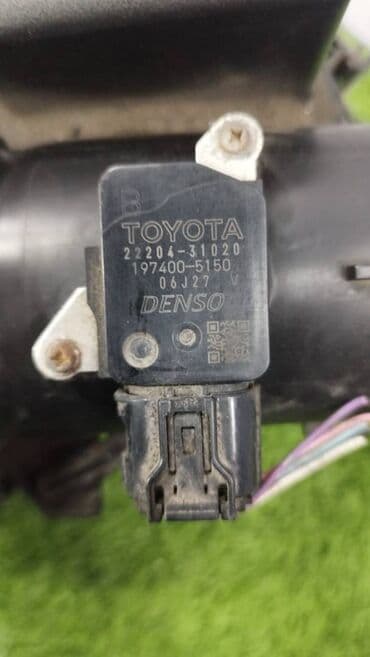 B
TOYOTA
22204-31020
197400-5150
06J27 V
DENSO